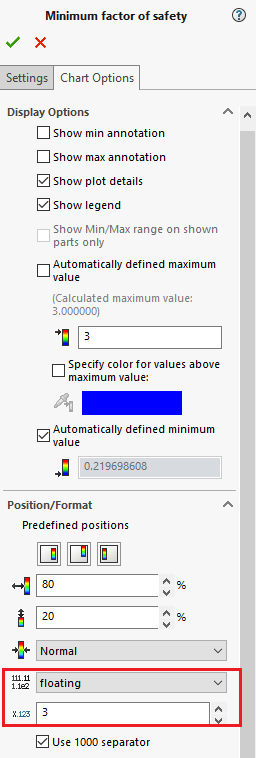 Minimum factor of safety
Settings
Chart Options
Display Options
Show min annotation
Show max annotation
Show plot details
Show legend
Show Min/Max range on shown
parts only
Automatically defined maximum
value
(Calculated maximum value:
3.000000)
3
Specify color for values above
maximum value:
Automatically defined minimum
value
0.219698608
Position/Format
Predefined positions
80 %
20 %
Normal
111.11
1.1e2
floating
x.123
3
Use 1000 separator